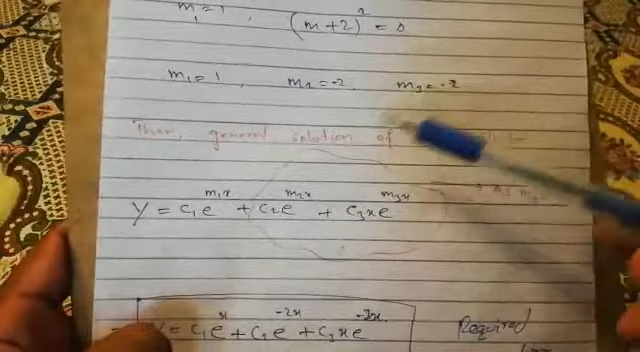 m₁=1, (m+2)² = 0
m₁=1, m₂=-2, m₃=-2
Then, general solution of
Y = c₁e^{m₁x} + c₂e^{m₂x} + c₃xe^{m₃x}
Y = c₁e^{x} + c₂e^{-2x} + c₃xe^{-2x} Required